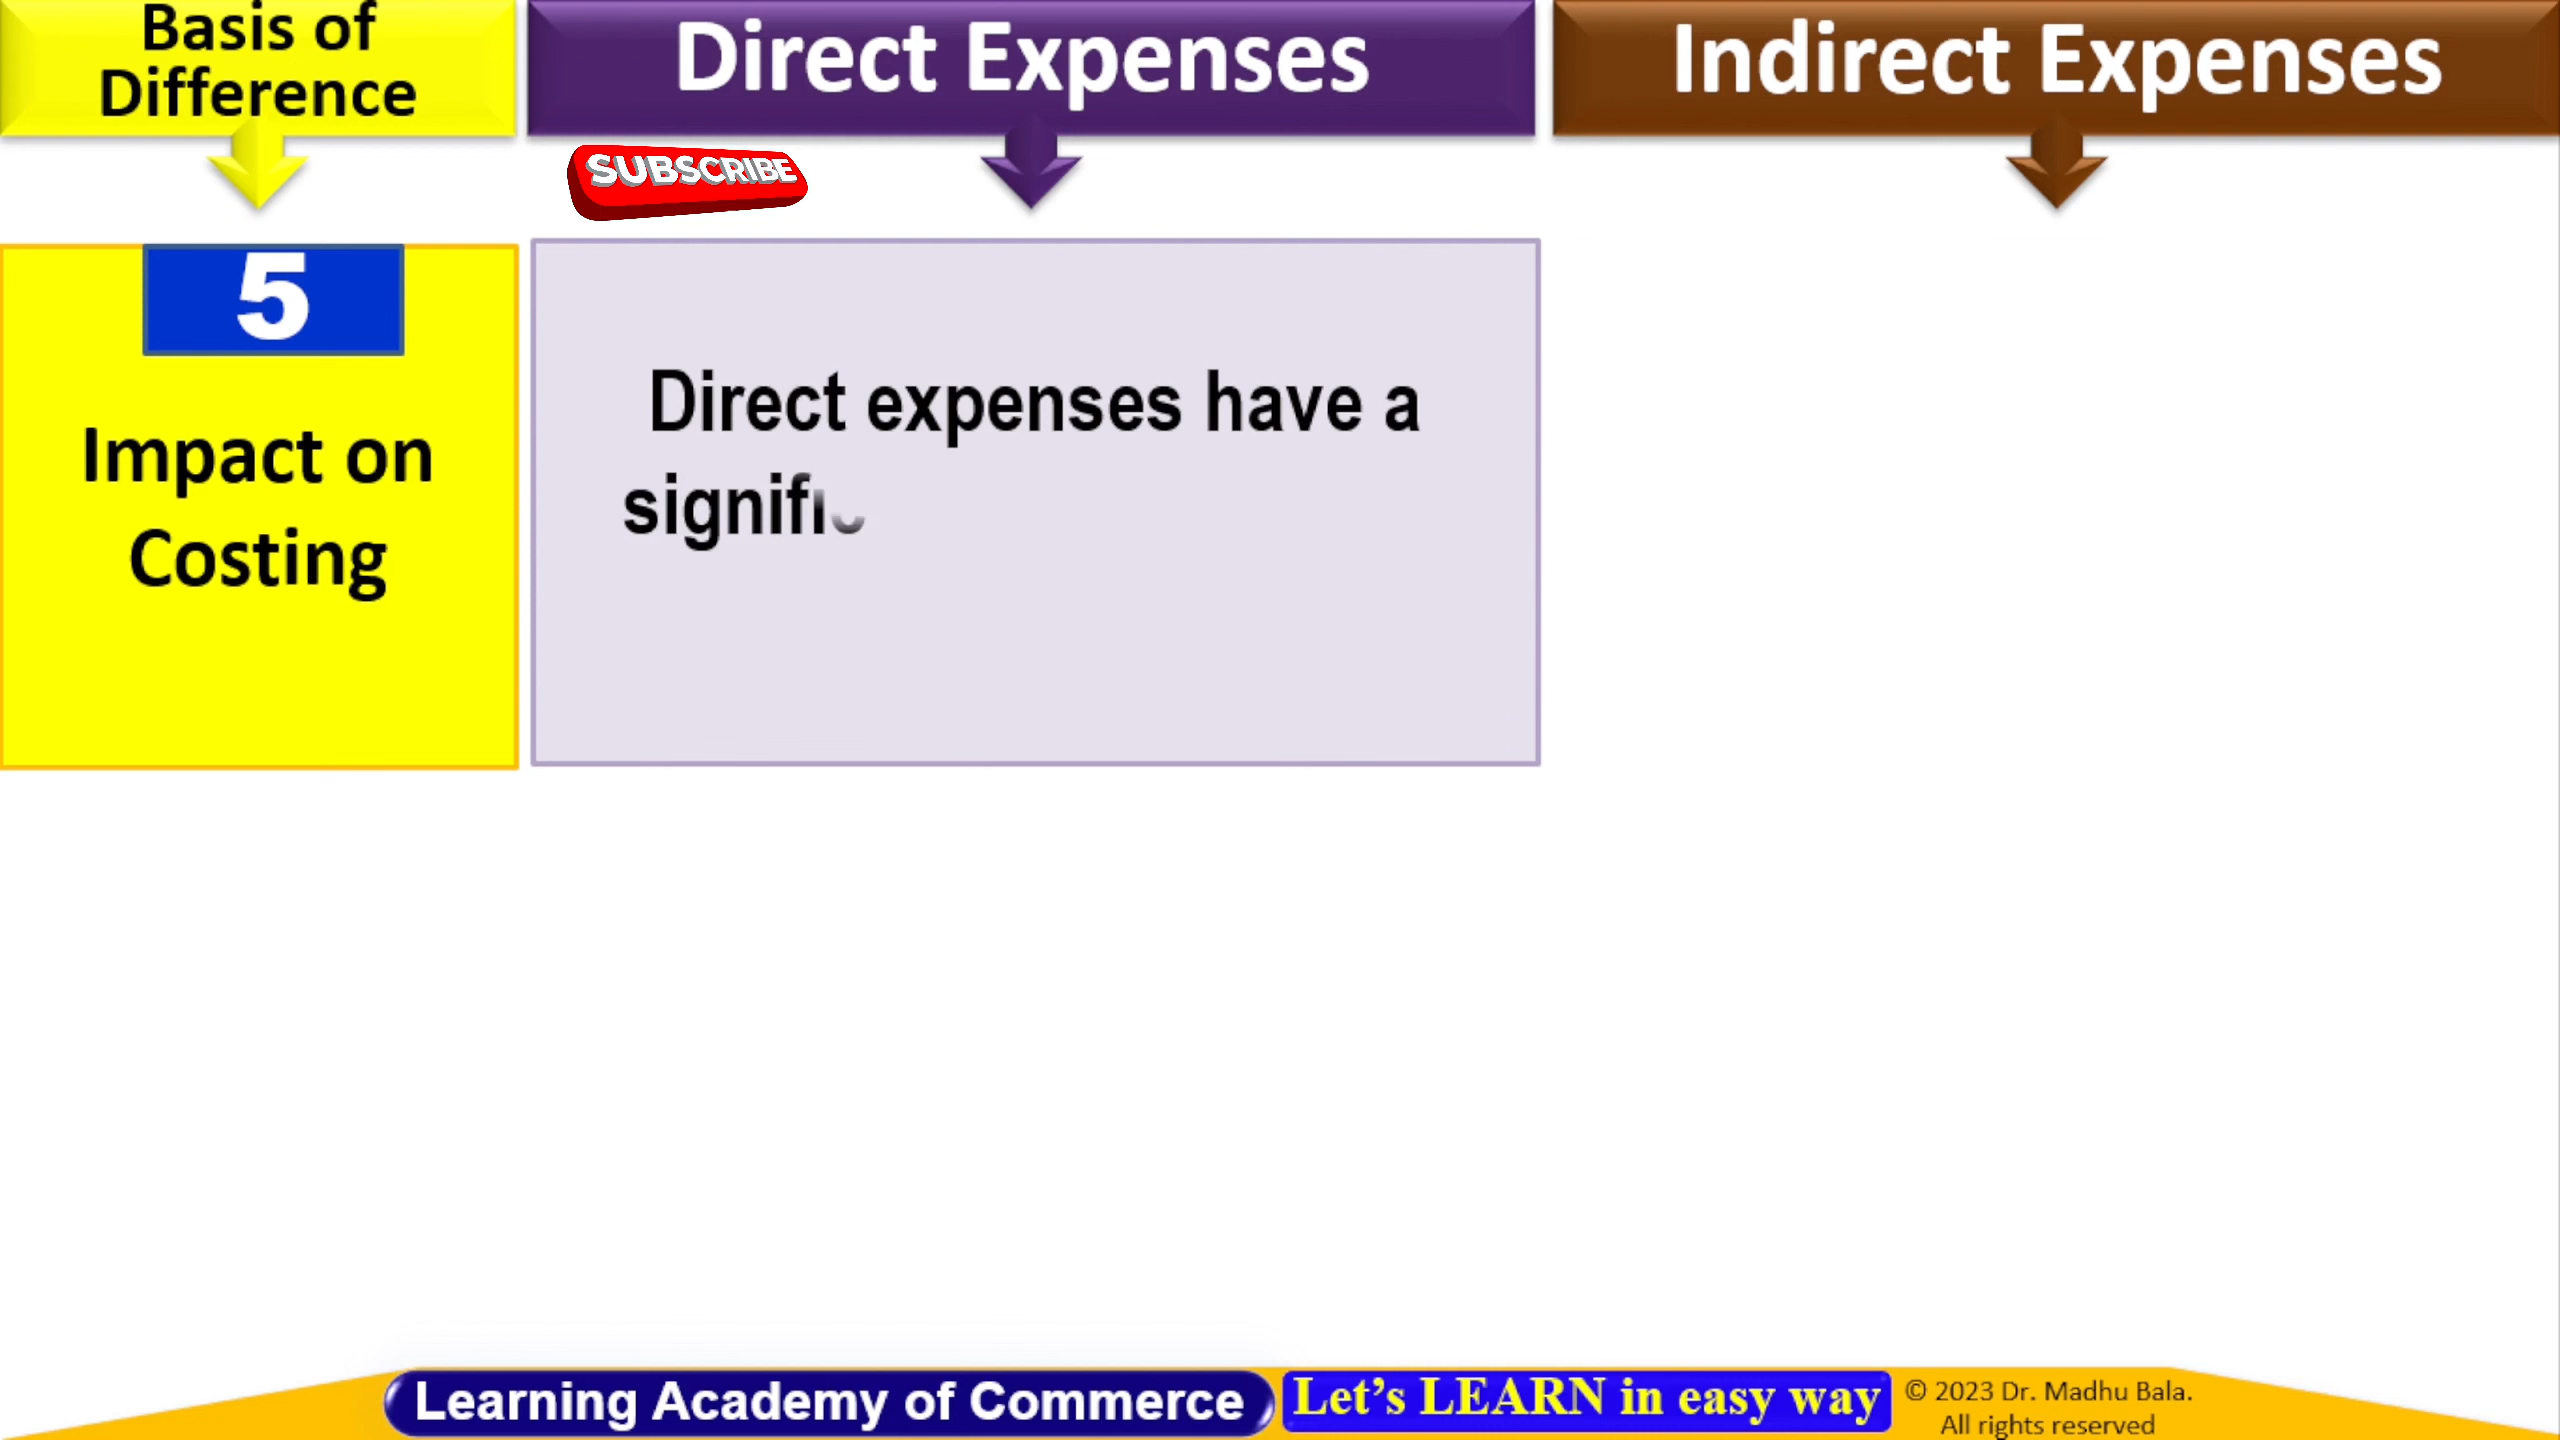 Basis of
Difference
Direct Expenses
Indirect Expenses
SUBSCRIBE
5
Impact on
Costing
Direct expenses have a
Learning Academy of Commerce
Let's LEARN in easy way
© 2023 Dr. Madhu Bala.
All rights reserved